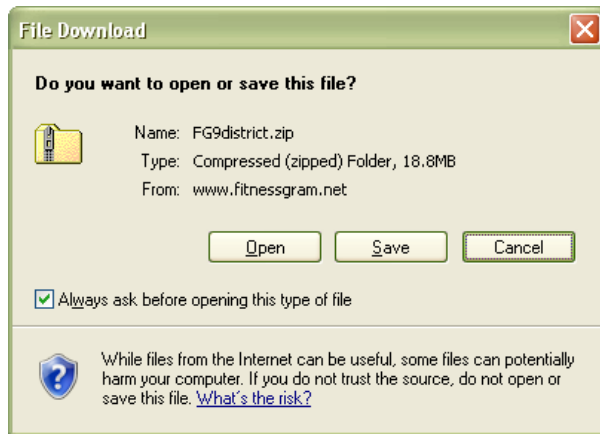 File Download
Do you want to open or save this file?
Name: FG9district.zip
Type: Compressed (zipped) Folder, 18.8MB
From: www.fitnessgram.net
Open Save Cancel
Always ask before opening this type of file
While files from the Internet can be useful, some files can potentially
harm your computer. If you do not trust the source, do not open or
save this file. What's the risk?